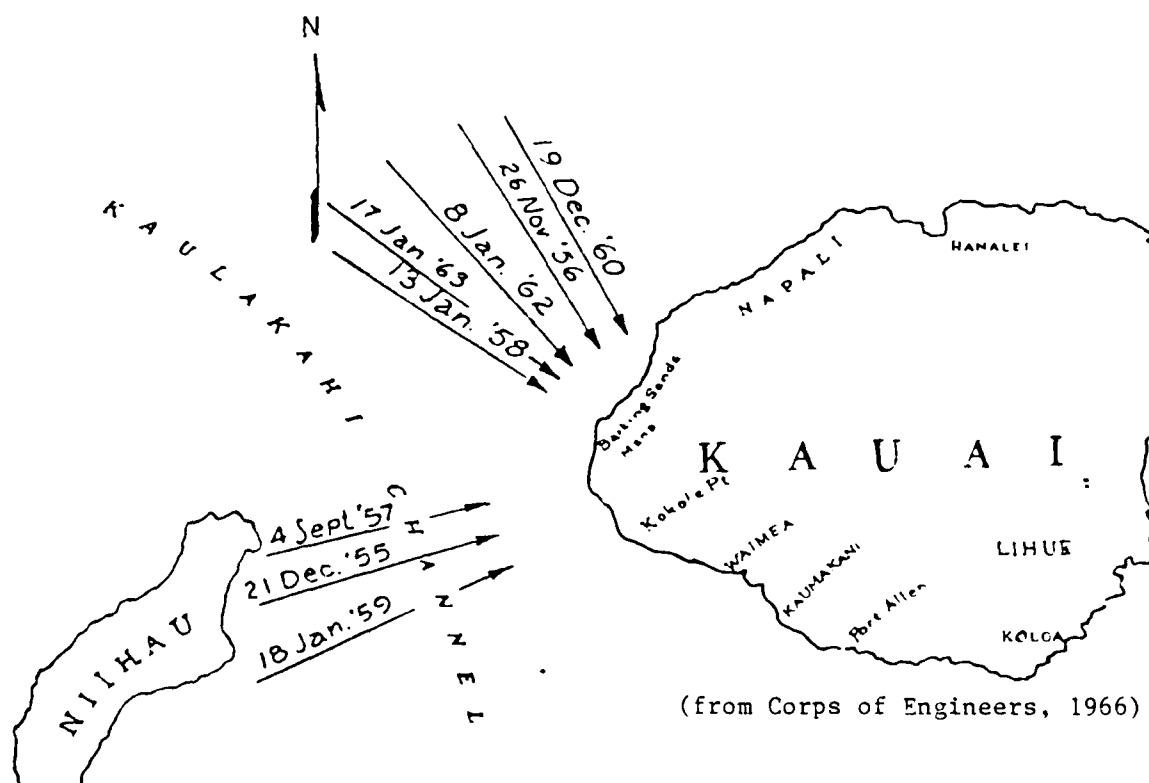 N
19 Dec. '60
26 Nov '56
8 Jan. '62
17 Jan '63
13 Jan. '58
KAULAKAHI
CHANNEL
NAPALI
HANALEI
Barking Sands
Mana
KAUAI
Kokole Pt
WAIMEA
KAUMAKANI
Port Allen
LIHUE
KOLOA
4 Sept '57
21 Dec. '55
18 Jan. '59
NIIHAU
(from Corps of Engineers, 1966)